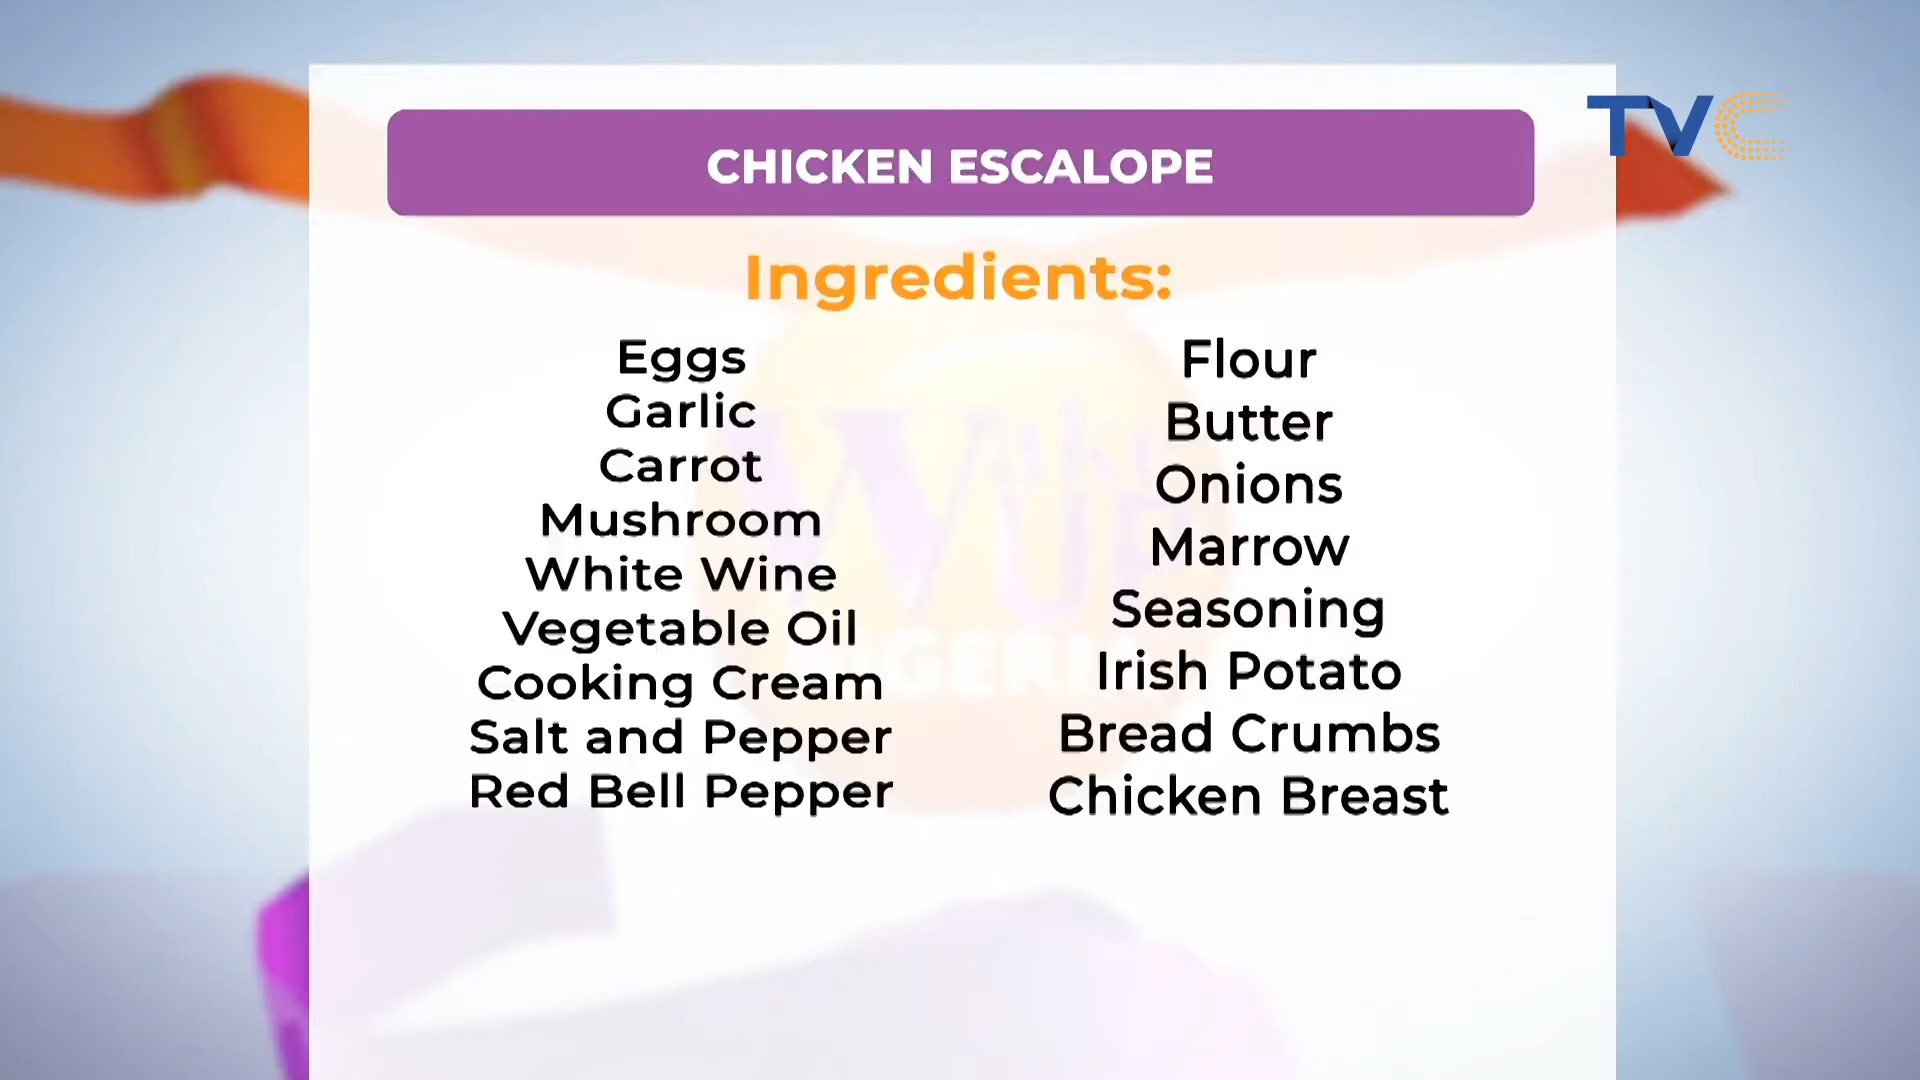 TVC
CHICKEN ESCALOPE
Ingredients:
Eggs
Garlic
Carrot
Mushroom
White Wine
Vegetable Oil
Cooking Cream
Salt and Pepper
Red Bell Pepper
Flour
Butter
Onions
Marrow
Seasoning
Irish Potato
Bread Crumbs
Chicken Breast